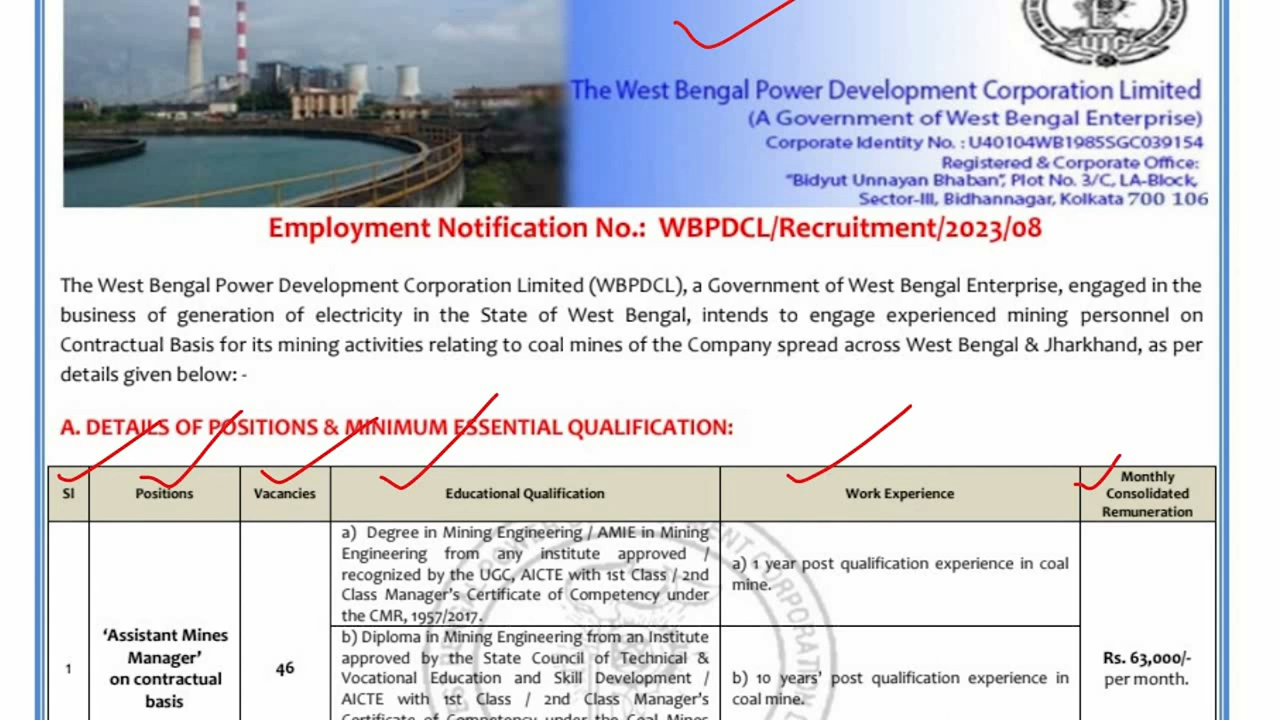 The West Bengal Power Development Corporation Limited
(A Government of West Bengal Enterprise)
Corporate Identity No. : U40104WB1985SGC039154
Registered & Corporate Office:
“Bidyut Unnayan Bhaban”, Plot No. 3/C, LA-Block,
Sector-III, Bidhannagar, Kolkata 700 106
Employment Notification No.: WBPDCL/Recruitment/2023/08
The West Bengal Power Development Corporation Limited (WBPDCL), a Government of West Bengal Enterprise, engaged in the
business of generation of electricity in the State of West Bengal, intends to engage experienced mining personnel on
Contractual Basis for its mining activities relating to coal mines of the Company spread across West Bengal & Jharkhand, as per
details given below: -
A. DETAILS OF POSITIONS & MINIMUM ESSENTIAL QUALIFICATION:
Sl
Positions
Vacancies
Educational Qualification
Work Experience
Monthly
Consolidated
Remuneration
1
‘Assistant Mines
Manager’
on contractual
basis
46
a) Degree in Mining Engineering / AMIE in Mining
Engineering from any institute approved /
recognized by the UGC, AICTE with 1st Class / 2nd
Class Manager’s Certificate of Competency under
the CMR, 1957/2017.
a) 1 year post qualification experience in coal
mine.
b) Diploma in Mining Engineering from an Institute
approved by the State Council of Technical &
Vocational Education and Skill Development /
AICTE with 1st Class / 2nd Class Manager’s
Certificate of Competency under the Coal Mines
b) 10 years’ post qualification experience in
coal mine.
Rs. 63,000/-
per month.